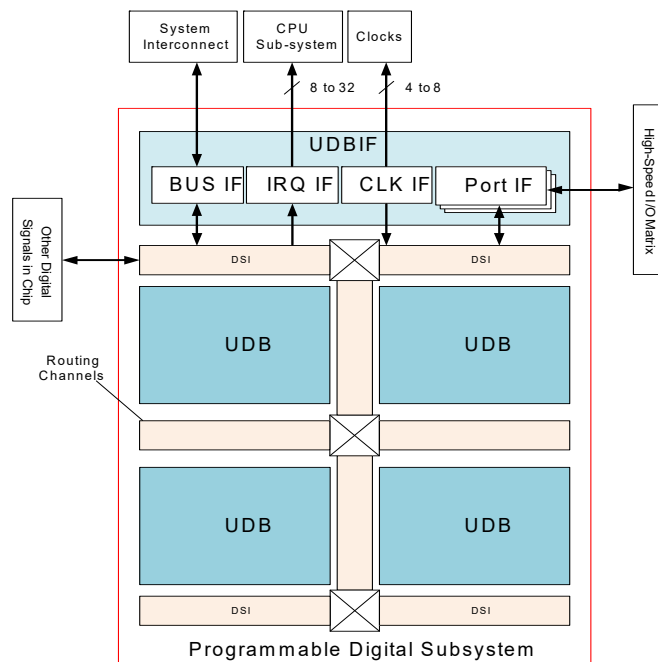 System
Interconnect
CPU
Sub-system
Clocks
8 to 32
4 to 8
UDBIF
BUS IF
IRQ IF
CLK IF
Port IF
High-Speed I/O Matrix
Other Digital
Signals in Chip
DSI
DSI
UDB
UDB
Routing
Channels
UDB
UDB
DSI
DSI
Programmable Digital Subsystem